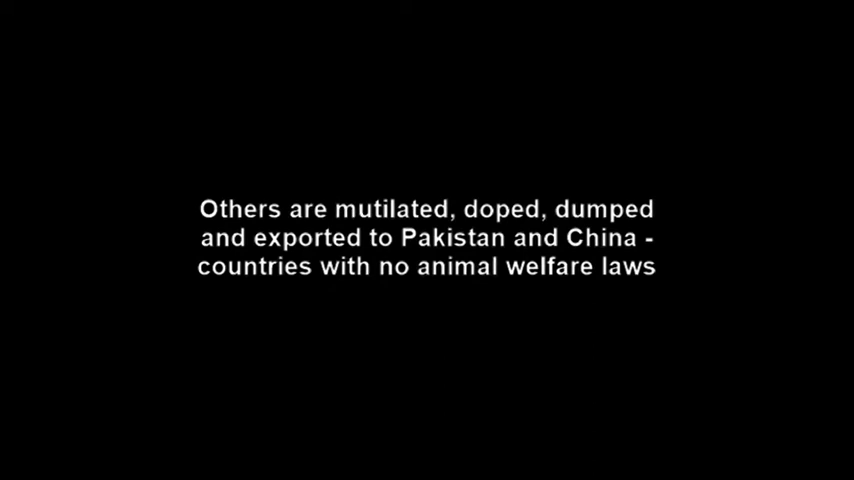 Others are mutilated, doped, dumped
and exported to Pakistan and China -
countries with no animal welfare laws